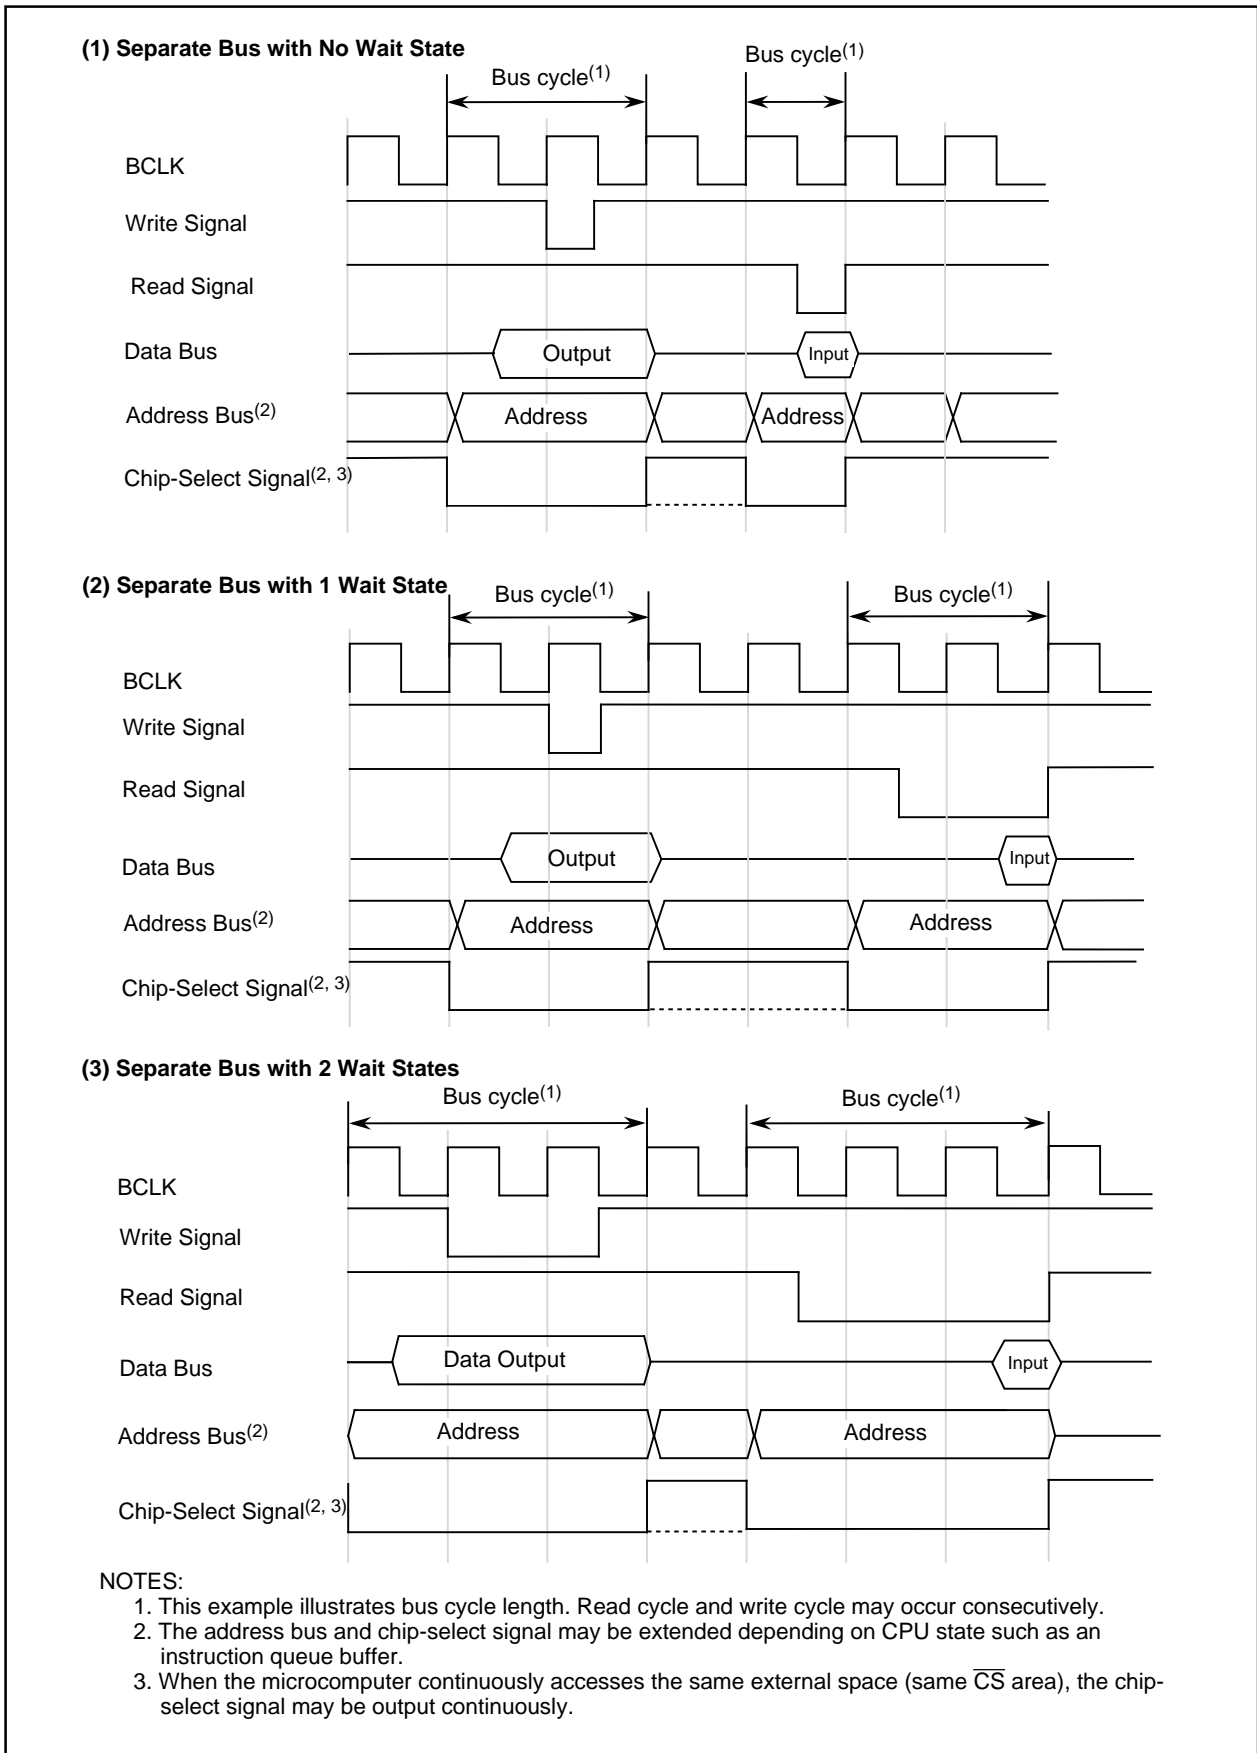 (1) Separate Bus with No Wait State
Bus cycle(1)
Bus cycle(1)
BCLK
Write Signal
Read Signal
Data Bus
Output
Input
Address Bus(2)
Address
Address
Chip-Select Signal(2, 3)
(2) Separate Bus with 1 Wait State
Bus cycle(1)
Bus cycle(1)
BCLK
Write Signal
Read Signal
Data Bus
Output
Input
Address Bus(2)
Address
Address
Chip-Select Signal(2, 3)
(3) Separate Bus with 2 Wait States
Bus cycle(1)
Bus cycle(1)
BCLK
Write Signal
Read Signal
Data Bus
Data Output
Input
Address Bus(2)
Address
Address
Chip-Select Signal(2, 3)
NOTES:
1. This example illustrates bus cycle length. Read cycle and write cycle may occur consecutively.
2. The address bus and chip-select signal may be extended depending on CPU state such as an
instruction queue buffer.
3. When the microcomputer continuously accesses the same external space (same C̅S̅ area), the chip-
select signal may be output continuously.